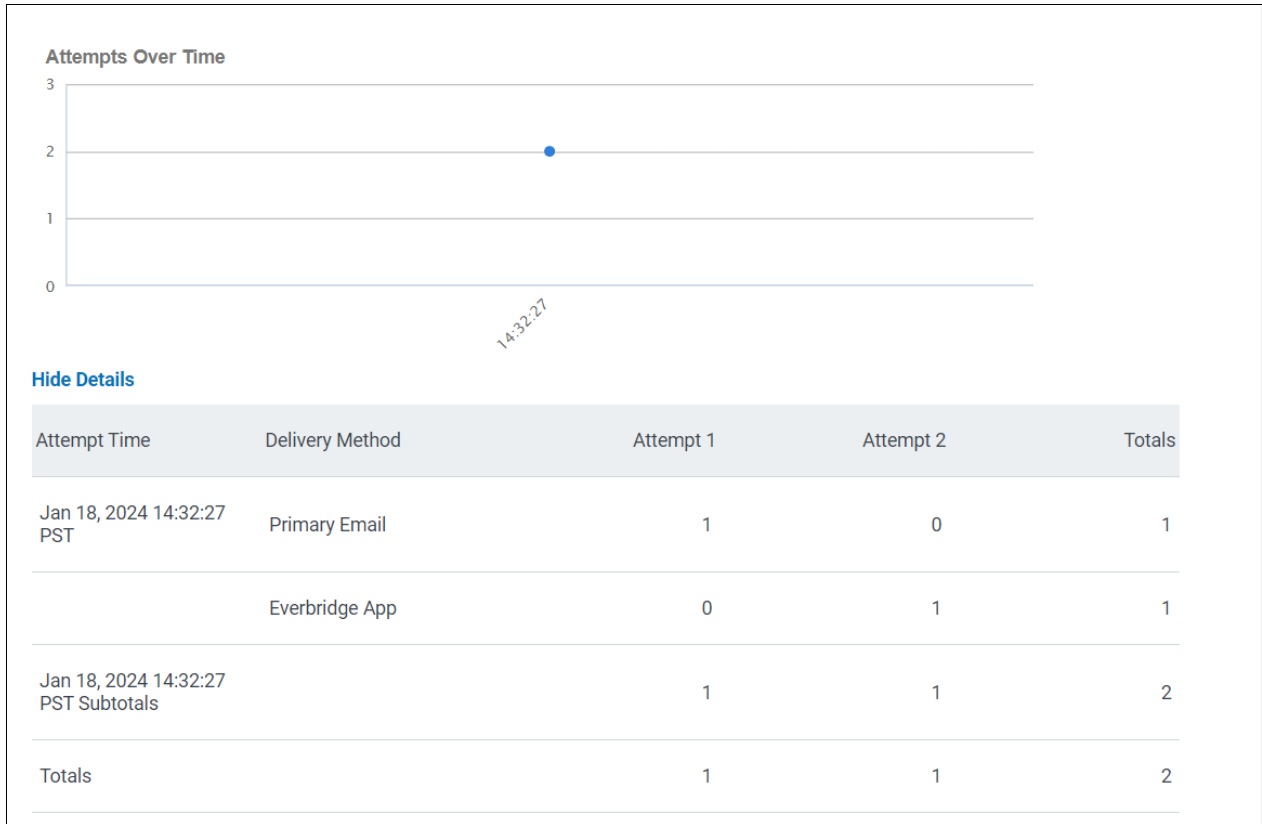 Attempts Over Time
3
2
1
0
14:32:27
Hide Details
Attempt Time Delivery Method Attempt 1 Attempt 2 Totals
Jan 18, 2024 14:32:27
PST Primary Email 1 0 1
Everbridge App 0 1 1
Jan 18, 2024 14:32:27
PST Subtotals 1 1 2
Totals 1 1 2